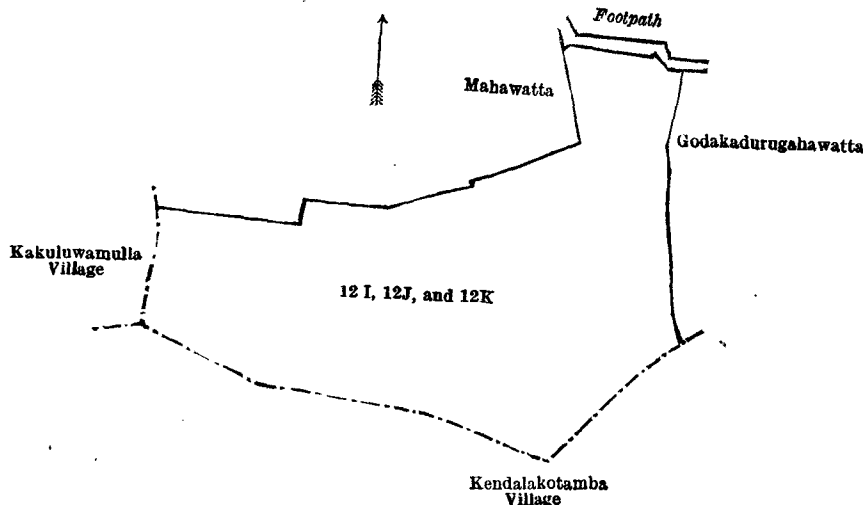 Footpath
Mahawatta
Godakadurugahawatta
Kakuluwamulla
Village
12 I, 12J, and 12K
Kendalakotamba
Village